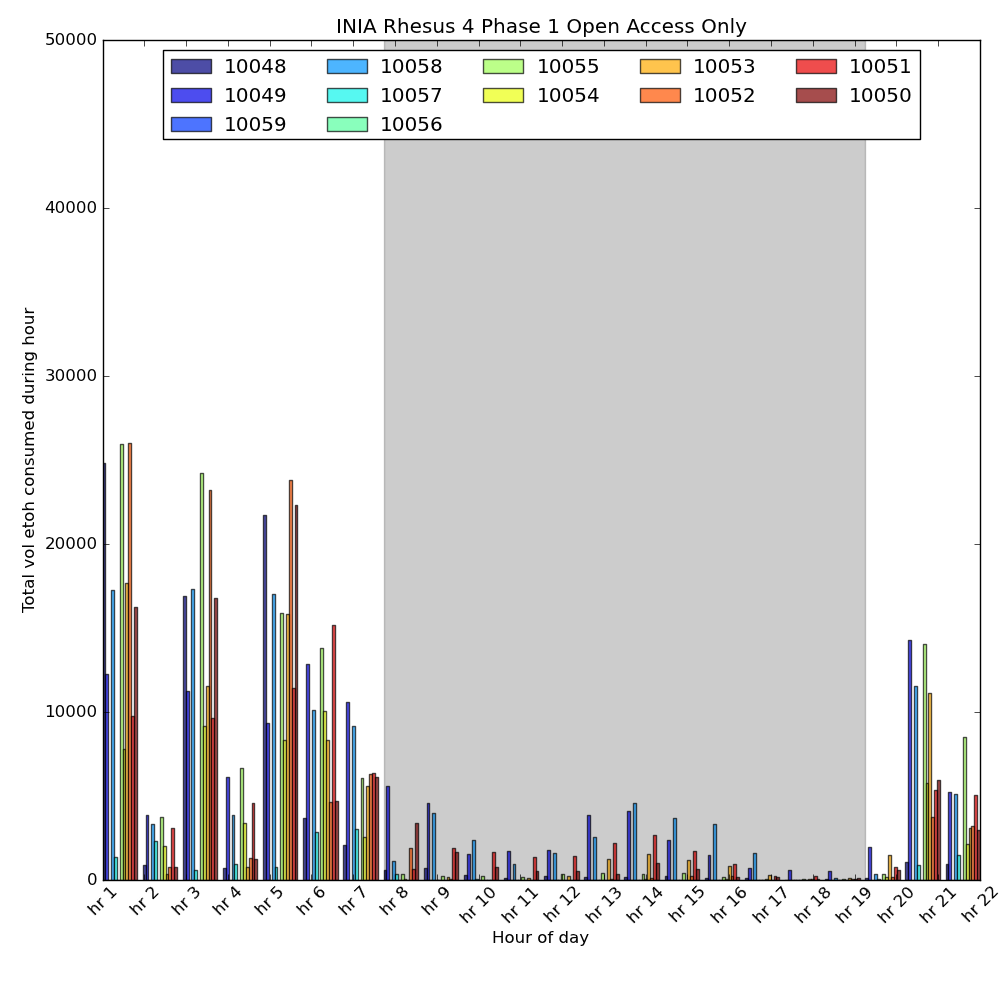 INIA Rhesus 4 Phase 1 Open Access Only
10048 10058 10055 10053 10051
10049 10057 10054 10052 10050
10059 10056
50000
40000
30000
20000
10000
0
Total vol etoh consumed during hour
hr 1 hr 2 hr 3 hr 4 hr 5 hr 6 hr 7 hr 8 hr 9 hr 10 hr 11 hr 12 hr 13 hr 14 hr 15 hr 16 hr 17 hr 18 hr 19 hr 20 hr 21 hr 22
Hour of day